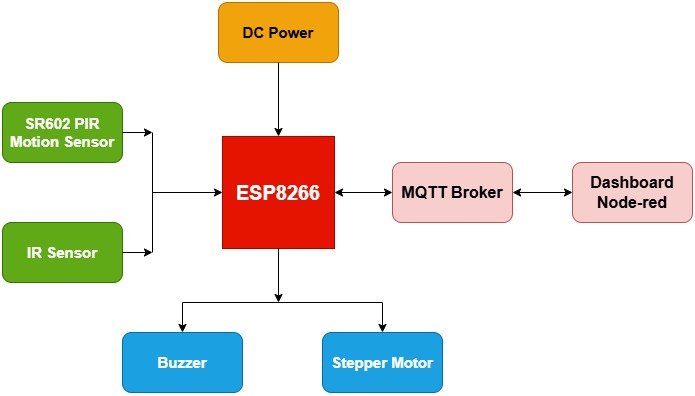 DC Power
SR602 PIR
Motion Sensor
ESP8266
MQTT Broker
Dashboard
Node-red
IR Sensor
Buzzer
Stepper Motor